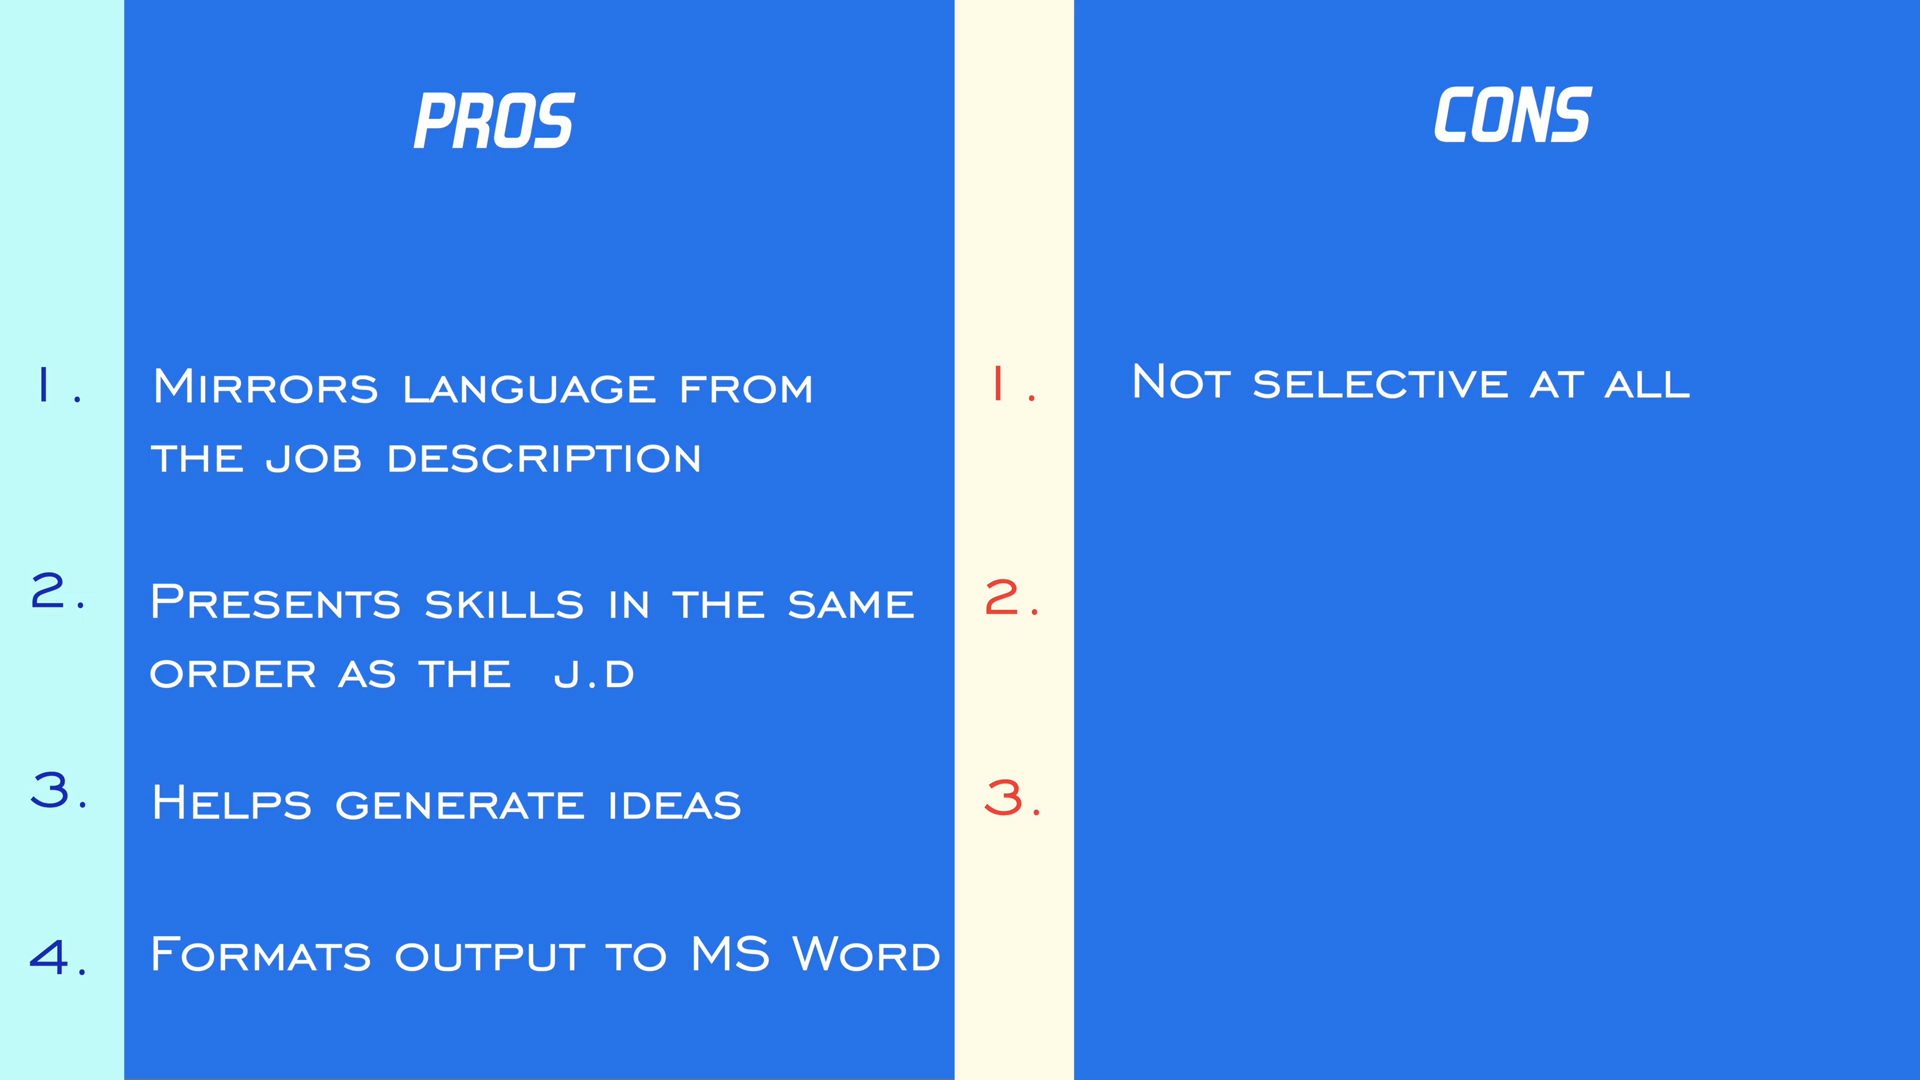 PROS
1. Mirrors language from
the job description
2. Presents skills in the same
order as the J.D
3. Helps generate ideas
4. Formats output to MS Word
CONS
1. Not selective at all
2.
3.